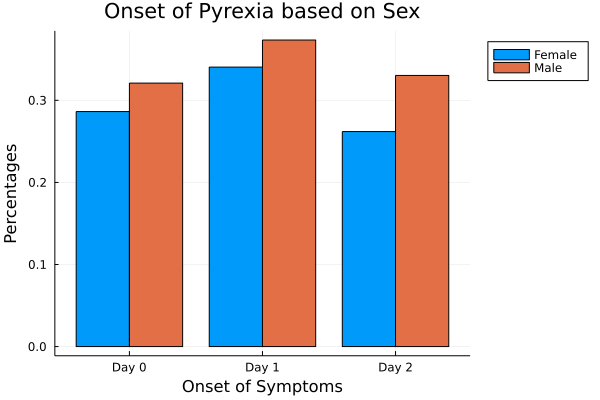 Onset of Pyrexia based on Sex
Female
Male
Percentages
0.3
0.2
0.1
0.0
Day 0 Day 1 Day 2
Onset of Symptoms